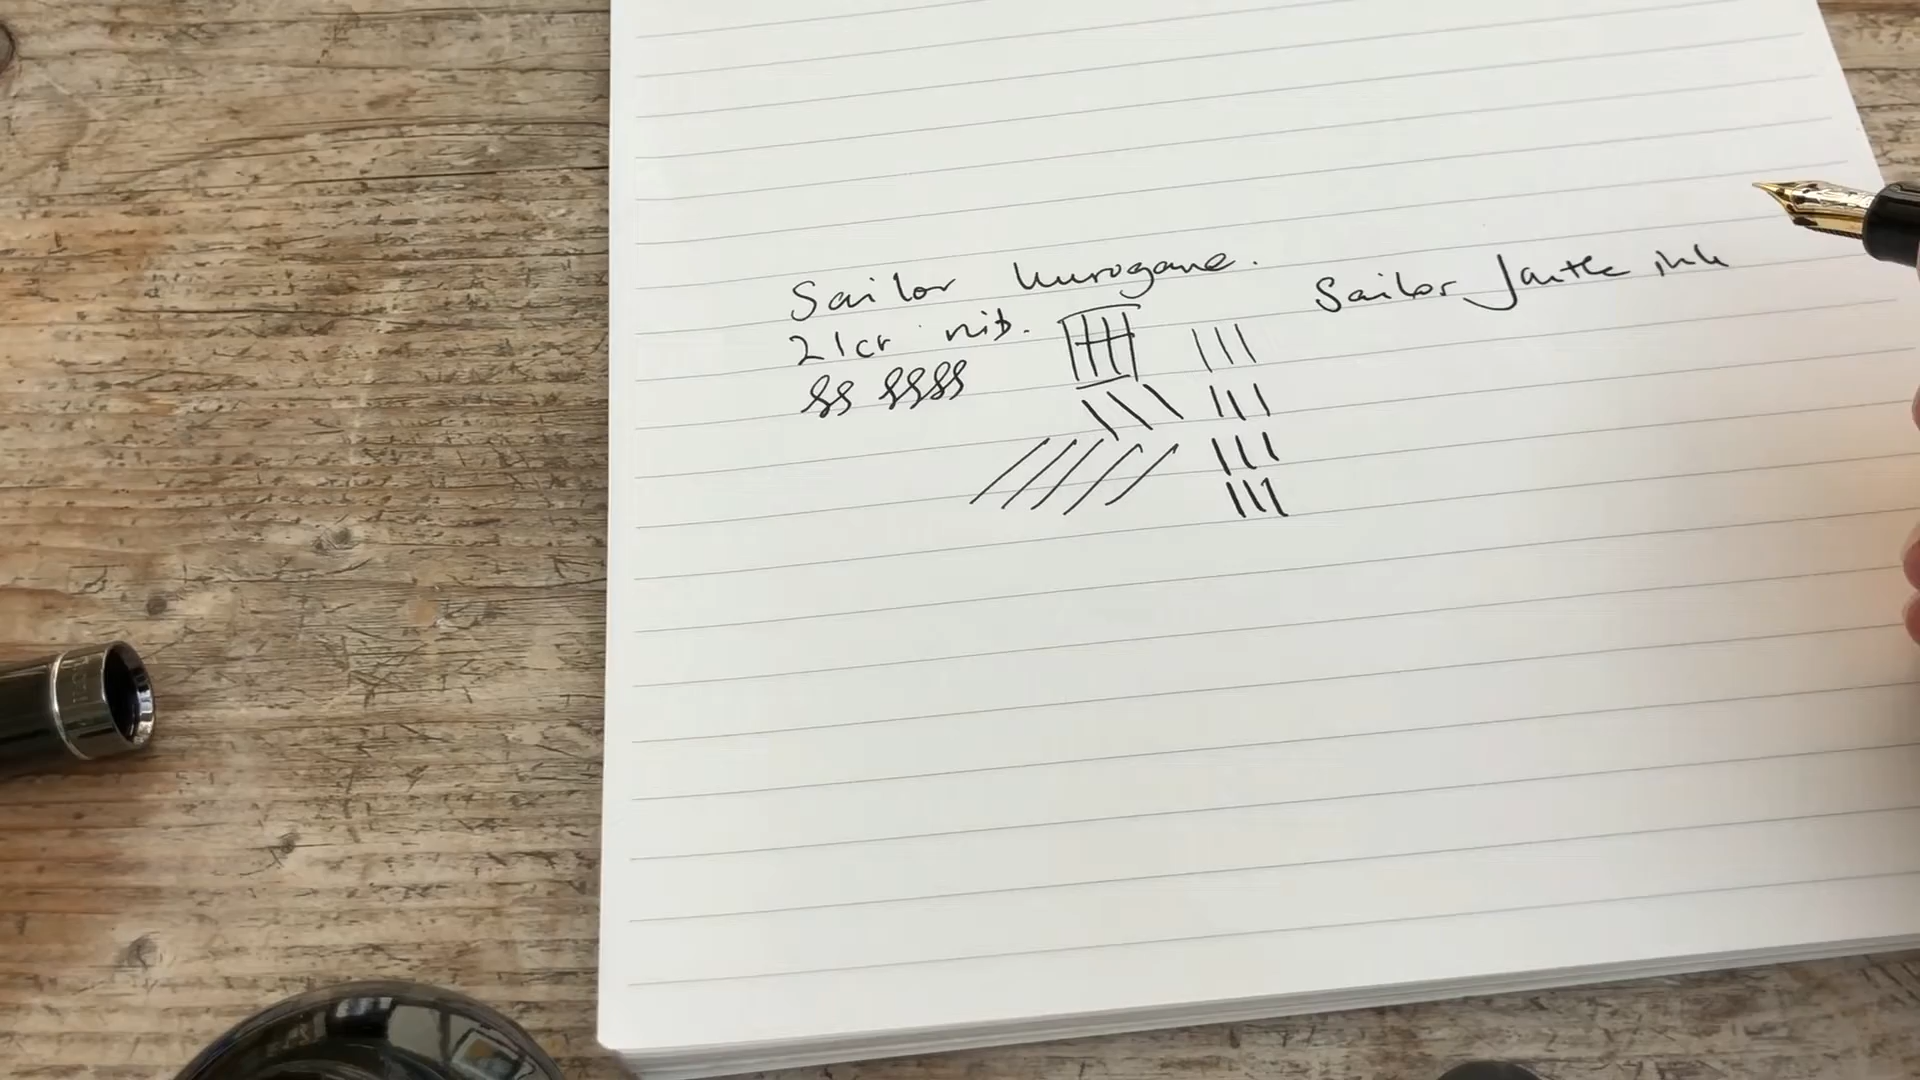 Sailor kurogane.
Sailor Jentle ink
21cr nib.